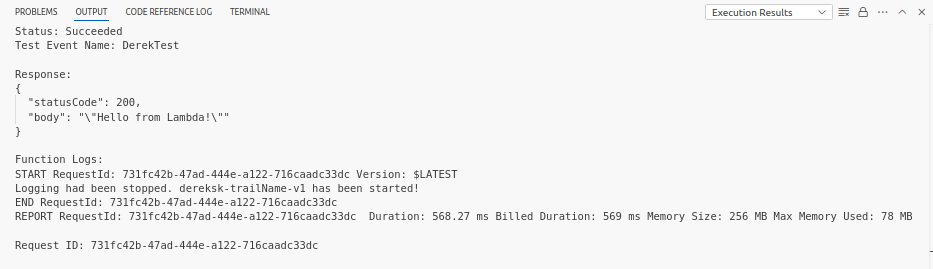 PROBLEMS OUTPUT CODE REFERENCE LOG TERMINAL Execution Results
Status: Succeeded
Test Event Name: DerekTest
Response:
{
"statusCode": 200,
"body": "\"Hello from Lambda!\""
}
Function Logs:
START RequestId: 731fc42b-47ad-444e-a122-716caadc33dc Version: $LATEST
Logging had been stopped. dereksk-trailName-v1 has been started!
END RequestId: 731fc42b-47ad-444e-a122-716caadc33dc
REPORT RequestId: 731fc42b-47ad-444e-a122-716caadc33dc  Duration: 568.27 ms Billed Duration: 569 ms Memory Size: 256 MB Max Memory Used: 78 MB
Request ID: 731fc42b-47ad-444e-a122-716caadc33dc